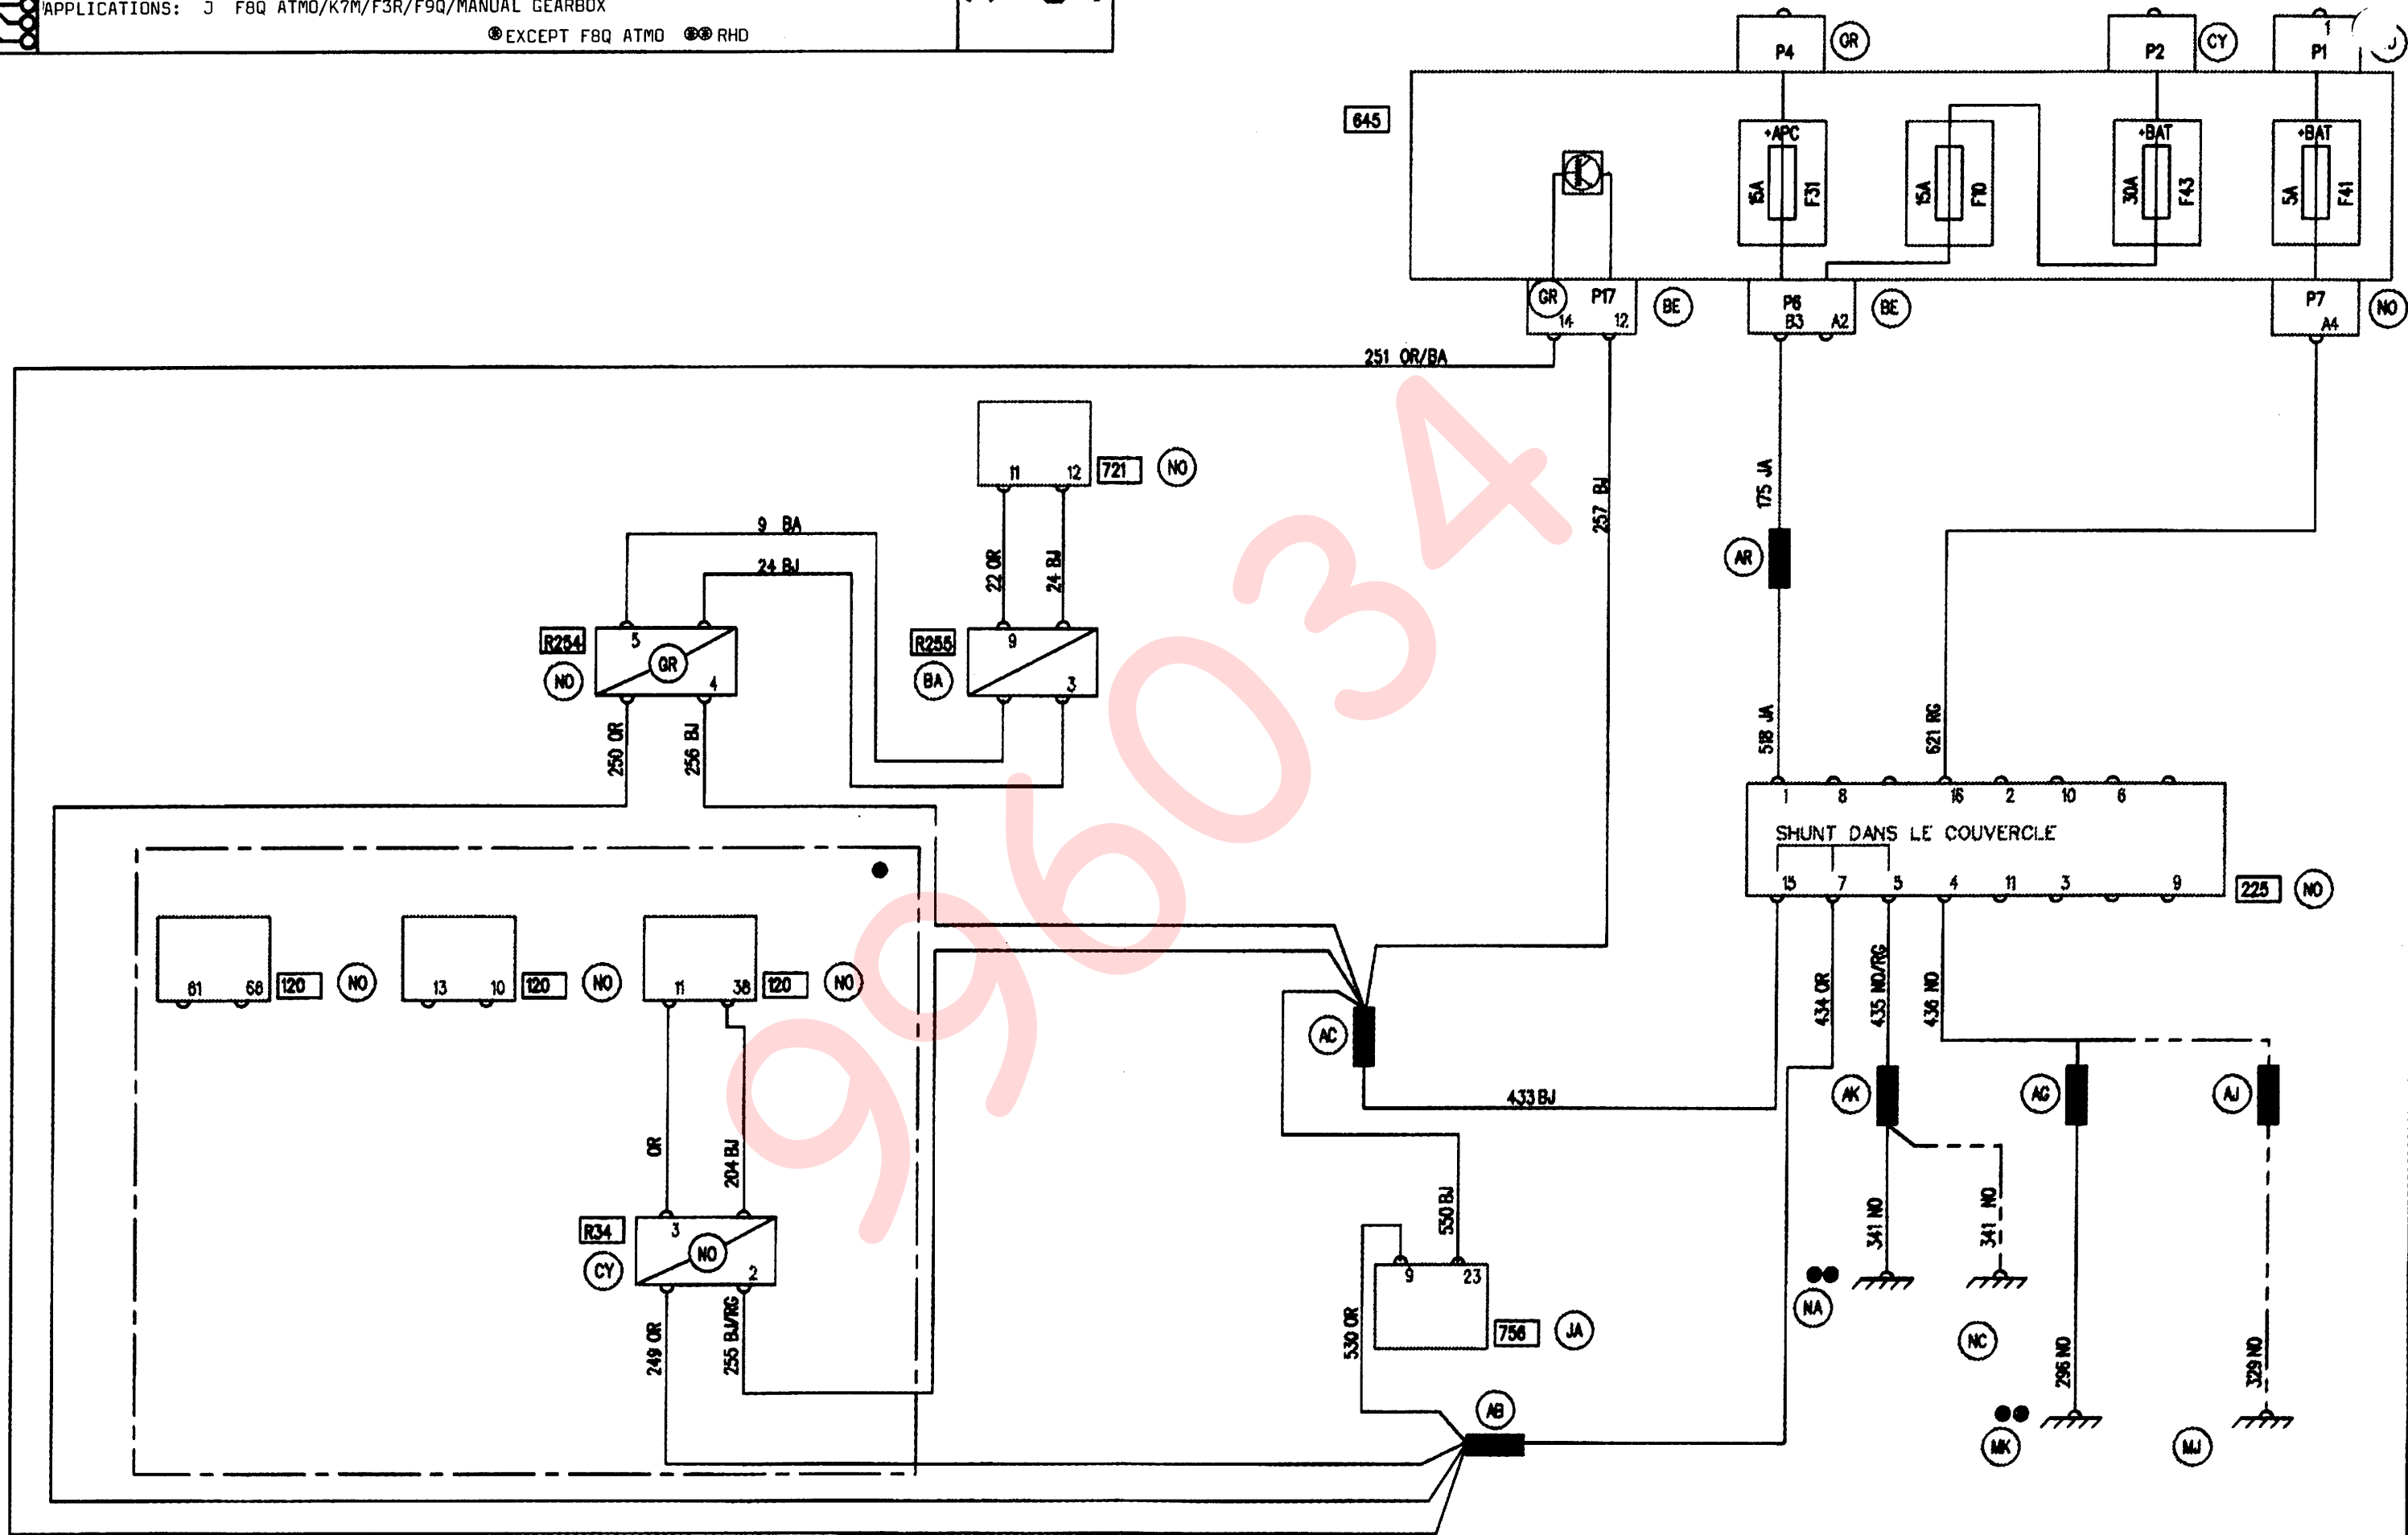 APPLICATIONS: J F8Q ATMO/K7M/F3R/F9Q/MANUAL GEARBOX
EXCEPT F8Q ATMO RHD
P4 GR P2 CY 1 P1
645
+APC +BAT +BAT
15A F31 15A F10 30A F43 5A F41
GR P17 BE P6 BE P7 NO
14 12 B3 A2 A4
251 OR/BA
721 NO
11 12
175 JA
257 BJ
9 BA
24 BJ
22 OR 24 BJ
AR
R254 5 R255 9
NO GR 4 BA 3
250 OR 256 BJ
518 JA 621 RG
1 8 16 2 10 6
SHUNT DANS LE COUVERCLE
15 7 5 4 11 3 9
225 NO
61 68 120 NO 13 10 120 NO 11 38 120 NO
434 OR 435 NO/RG 436 NO
AC
433 BJ
AK AG AJ
OR 204 BJ
530 BJ
341 NO 341 NO
R34 3
CY NO 2
9 23
NA
249 OR 255 BJ/RG
530 OR
756 JA
NC
296 NO 329 NO
AB
MK MJ
996034